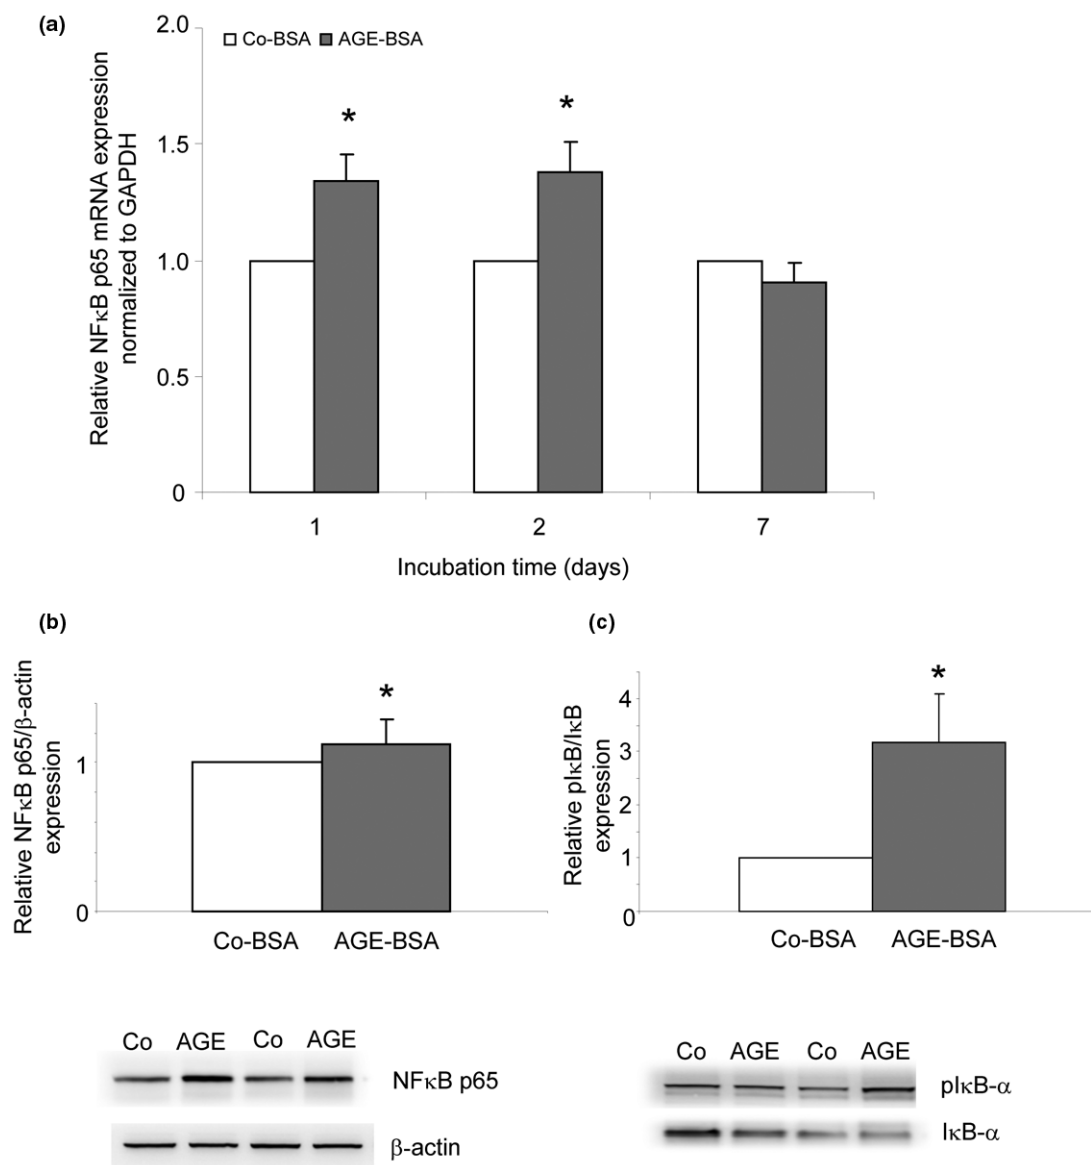 (a)
2.0
Co-BSA AGE-BSA
* *
1.5
1.0
0.5
0
Relative NFκB p65 mRNA expression
normalized to GAPDH
1 2 7
Incubation time (days)
(b)
*
1
0
Relative NFκB p65/β-actin
expression
Co-BSA AGE-BSA
Co AGE Co AGE
NFκB p65
β-actin
(c)
*
4
3
2
1
0
Relative pIκB/IκB
expression
Co-BSA AGE-BSA
Co AGE Co AGE
pIκB-α
IκB-α